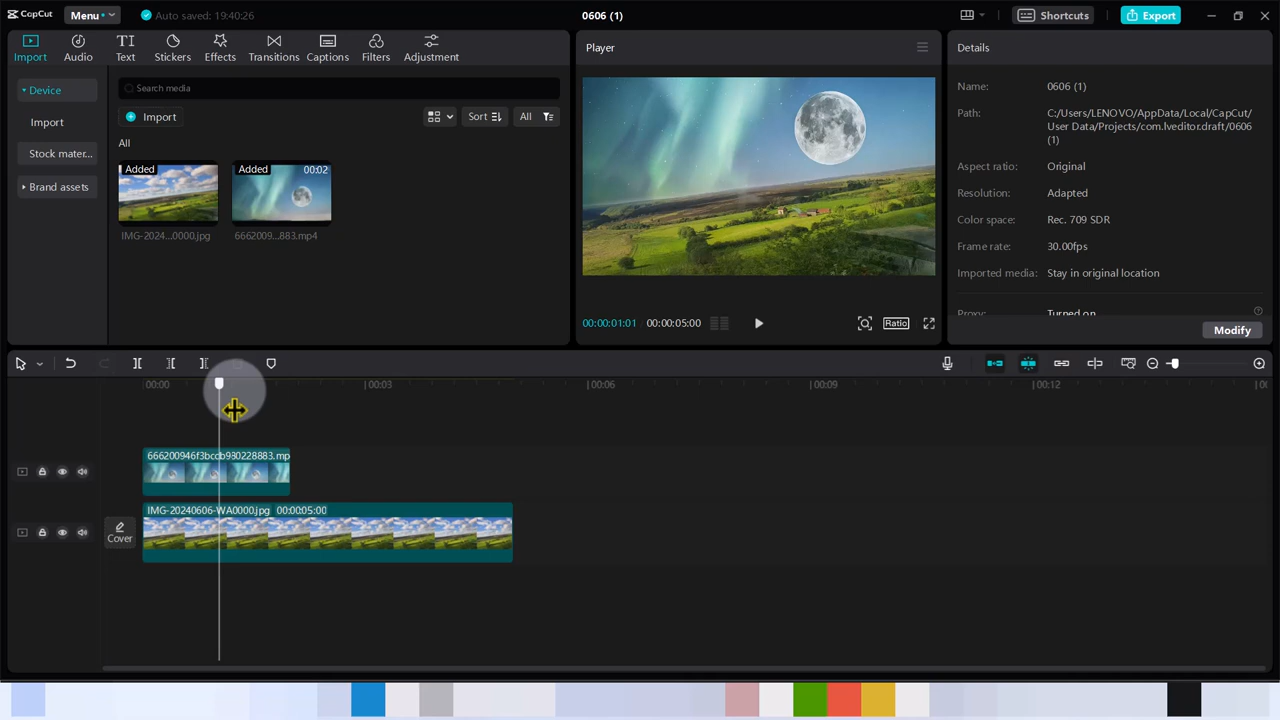 CapCut
Menu
Auto saved: 19:40:26
0606 (1)
Shortcuts
Export
Import
Audio
Text
Stickers
Effects
Transitions
Captions
Filters
Adjustment
Device
Import
Stock mater...
Brand assets
Search media
Import
Sort
All
All
Added
Added
00:02
IMG-2024...0000.jpg
6662009...883.mp4
Player
00:00:01:01
00:00:05:00
Ratio
Details
Name:
0606 (1)
Path:
C:/Users/LENOVO/AppData/Local/CapCut/
User Data/Projects/com.lveditor.draft/0606
(1)
Aspect ratio:
Original
Resolution:
Adapted
Color space:
Rec. 709 SDR
Frame rate:
30.00fps
Imported media:
Stay in original location
Proxy:
Turned on
Modify
00:00
00:03
00:06
00:09
00:12
666200946f3bccb980228883.mp
IMG-20240606-WA0000.jpg 00:00:05:00
Cover